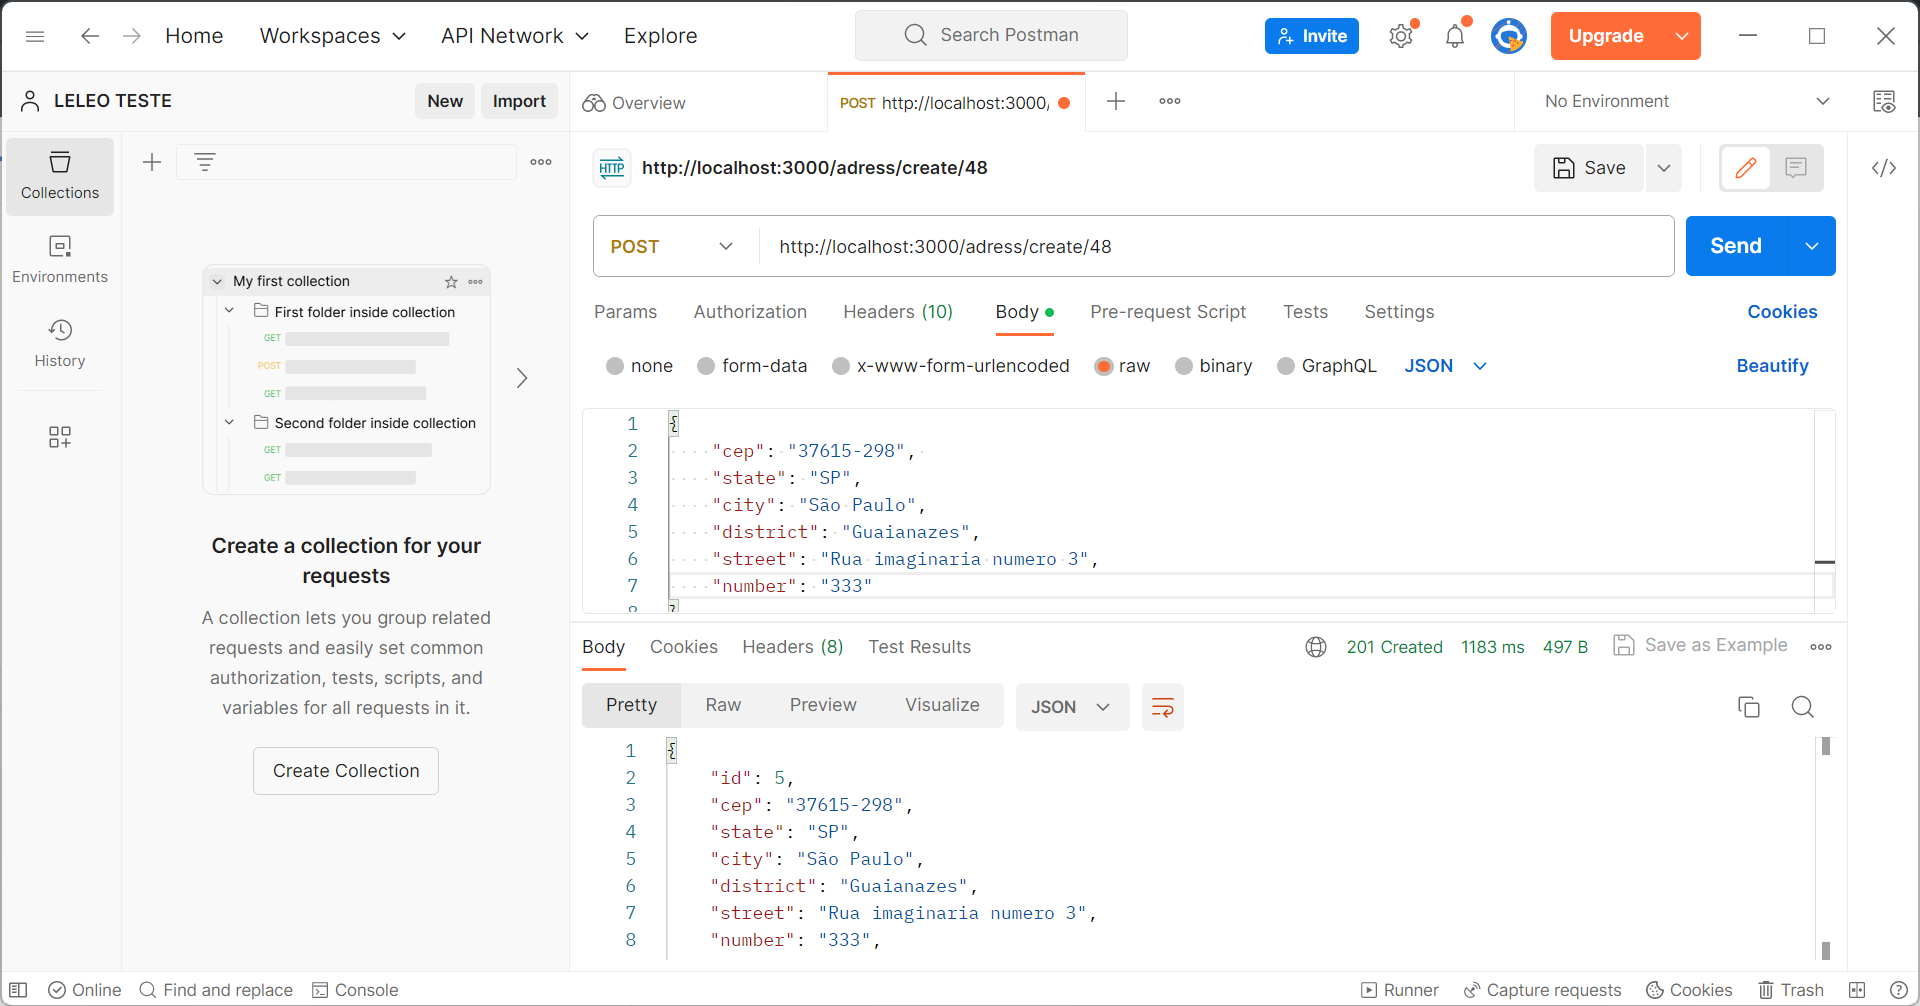 Home Workspaces API Network Explore Search Postman Invite Upgrade
LELEO TESTE New Import
Overview POST http://localhost:3000/ No Environment
Collections
Environments
History
My first collection
First folder inside collection
GET
POST
GET
Second folder inside collection
GET
GET
Create a collection for your
requests
A collection lets you group related
requests and easily set common
authorization, tests, scripts, and
variables for all requests in it.
Create Collection
HTTP http://localhost:3000/adress/create/48 Save
POST http://localhost:3000/adress/create/48 Send
Params Authorization Headers (10) Body Pre-request Script Tests Settings Cookies
none form-data x-www-form-urlencoded raw binary GraphQL JSON Beautify
1 {
2 "cep": "37615-298",
3 "state": "SP",
4 "city": "São Paulo",
5 "district": "Guaianazes",
6 "street": "Rua imaginaria numero 3",
7 "number": "333"
8 }
Body Cookies Headers (8) Test Results 201 Created 1183 ms 497 B Save as Example
Pretty Raw Preview Visualize JSON
1 {
2 "id": 5,
3 "cep": "37615-298",
4 "state": "SP",
5 "city": "São Paulo",
6 "district": "Guaianazes",
7 "street": "Rua imaginaria numero 3",
8 "number": "333",
Online Find and replace Console Runner Capture requests Cookies Trash